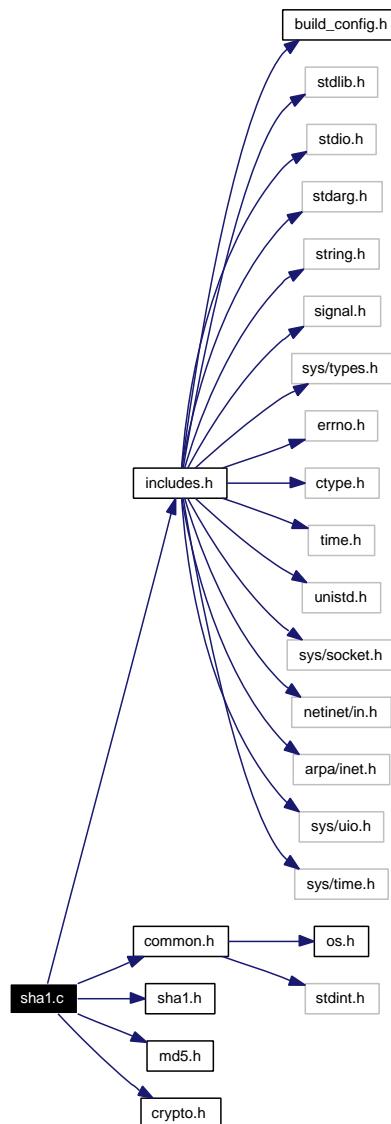 build_config.h
stdlib.h
stdio.h
stdarg.h
string.h
signal.h
sys/types.h
errno.h
includes.h
ctype.h
time.h
unistd.h
sys/socket.h
netinet/in.h
arpa/inet.h
sys/uio.h
sys/time.h
common.h
os.h
sha1.c
sha1.h
stdint.h
md5.h
crypto.h